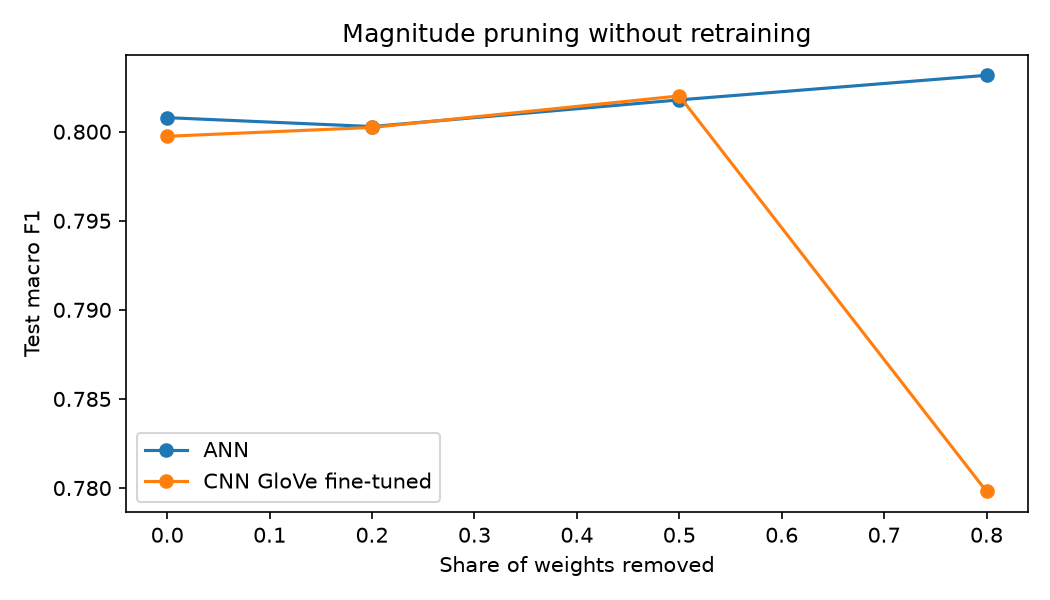 Magnitude pruning without retraining
Test macro F1
0.800
0.795
0.790
0.785
0.780
ANN
CNN GloVe fine-tuned
0.0 0.1 0.2 0.3 0.4 0.5 0.6 0.7 0.8
Share of weights removed